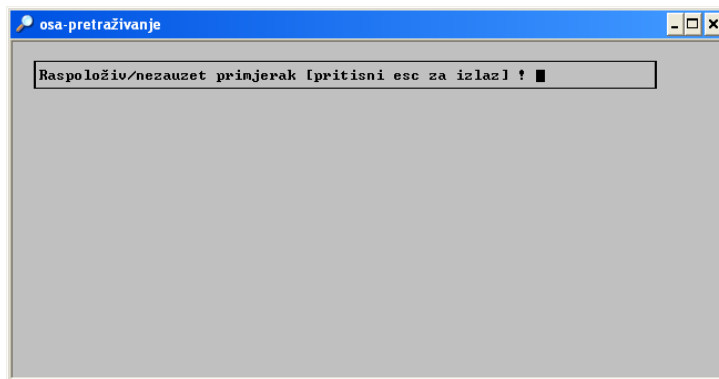 osa-pretraživanje
Raspoloživ/nezauzet primjerak [pritisni esc za izlaz] !